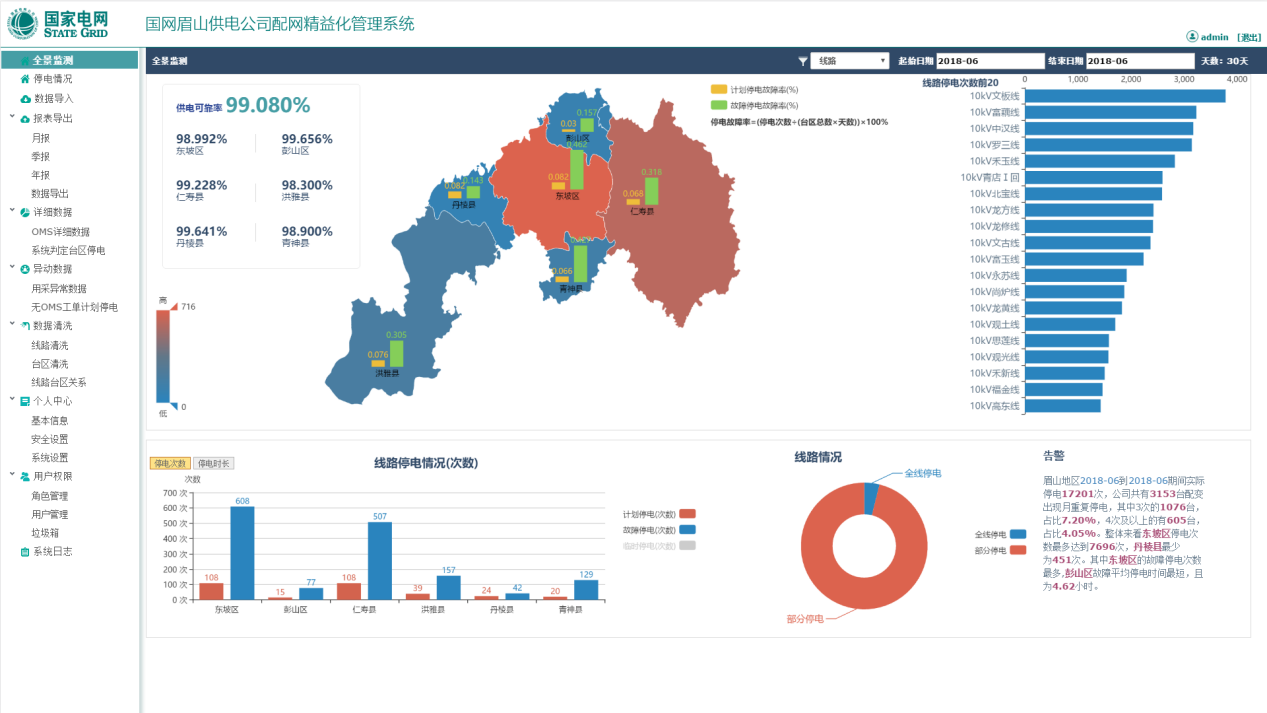 国家电网
STATE GRID
国网眉山供电公司配网精益化管理系统
admin [退出]
全景监测
停电情况
数据导入
报表导出
月报
季报
年报
数据导出
详细数据
OMS详细数据
系统判定台区停电
异动数据
用采异常数据
无OMS工单计划停电
数据清洗
线路清洗
台区清洗
线路台区关系
个人中心
基本信息
安全设置
系统设置
用户权限
角色管理
用户管理
垃圾箱
系统日志
全景监测
线路 起始日期 2018-06 结束日期 2018-06 天数: 30天
供电可靠率 99.080%
98.992% 99.656%
东坡区 彭山区
99.228% 98.300%
仁寿县 洪雅县
99.641% 98.900%
丹棱县 青神县
高
716
0
低
计划停电故障率(%)
故障停电故障率(%)
停电故障率=(停电次数÷(台区总数×天数))×100%
0.157
0.03
彭山区
0.462
0.082
东坡区
0.318
0.068
仁寿县
0.143
0.082
丹棱县
0.066
青神县
0.305
0.076
洪雅县
线路停电次数前20
0 1,000 2,000 3,000 4,000
10kV文板线
10kV富颖线
10kV中汉线
10kV罗三线
10kV禾玉线
10kV青店Ⅰ回
10kV北宝线
10kV龙方线
10kV龙修线
10kV文古线
10kV富玉线
10kV永苏线
10kV尚炉线
10kV龙黄线
10kV观土线
10kV思莲线
10kV观光线
10kV禾新线
10kV福金线
10kV高东线
停电次数 停电时长
线路停电情况(次数)
次数
700 次
600 次
500 次
400 次
300 次
200 次
100 次
0 次
108 608 15 77 108 507 39 157 24 42 20 129
东坡区 彭山区 仁寿县 洪雅县 丹棱县 青神县
计划停电(次数)
故障停电(次数)
临时停电(次数)
线路情况
全线停电
部分停电
全线停电
部分停电
告警
眉山地区2018-06到2018-06期间实际
停电17201次，公司共有3153台配变
出现月重复停电，其中3次的1076台，
占比7.20%，4次及以上的有605台，
占比4.05%。整体来看东坡区停电次
数最多达到7696次，丹棱县最少
为451次。其中东坡区的故障停电次数
最多,彭山区故障平均停电时间最短，且
为4.62小时。